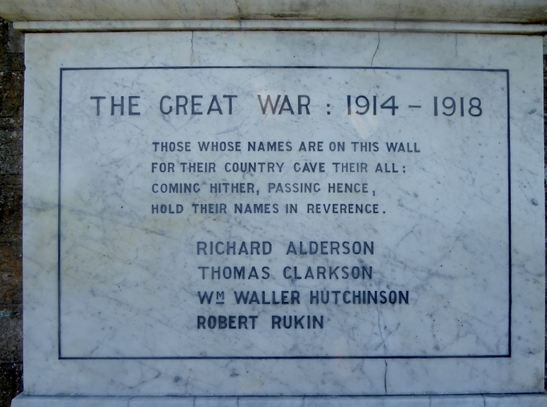 THE GREAT WAR : 1914 – 1918
THOSE WHOSE NAMES ARE ON THIS WALL
FOR THEIR COUNTRY GAVE THEIR ALL :
COMING HITHER, PASSING HENCE,
HOLD THEIR NAMES IN REVERENCE.
RICHARD ALDERSON
THOMAS CLARKSON
WM WALLER HUTCHINSON
ROBERT RUKIN